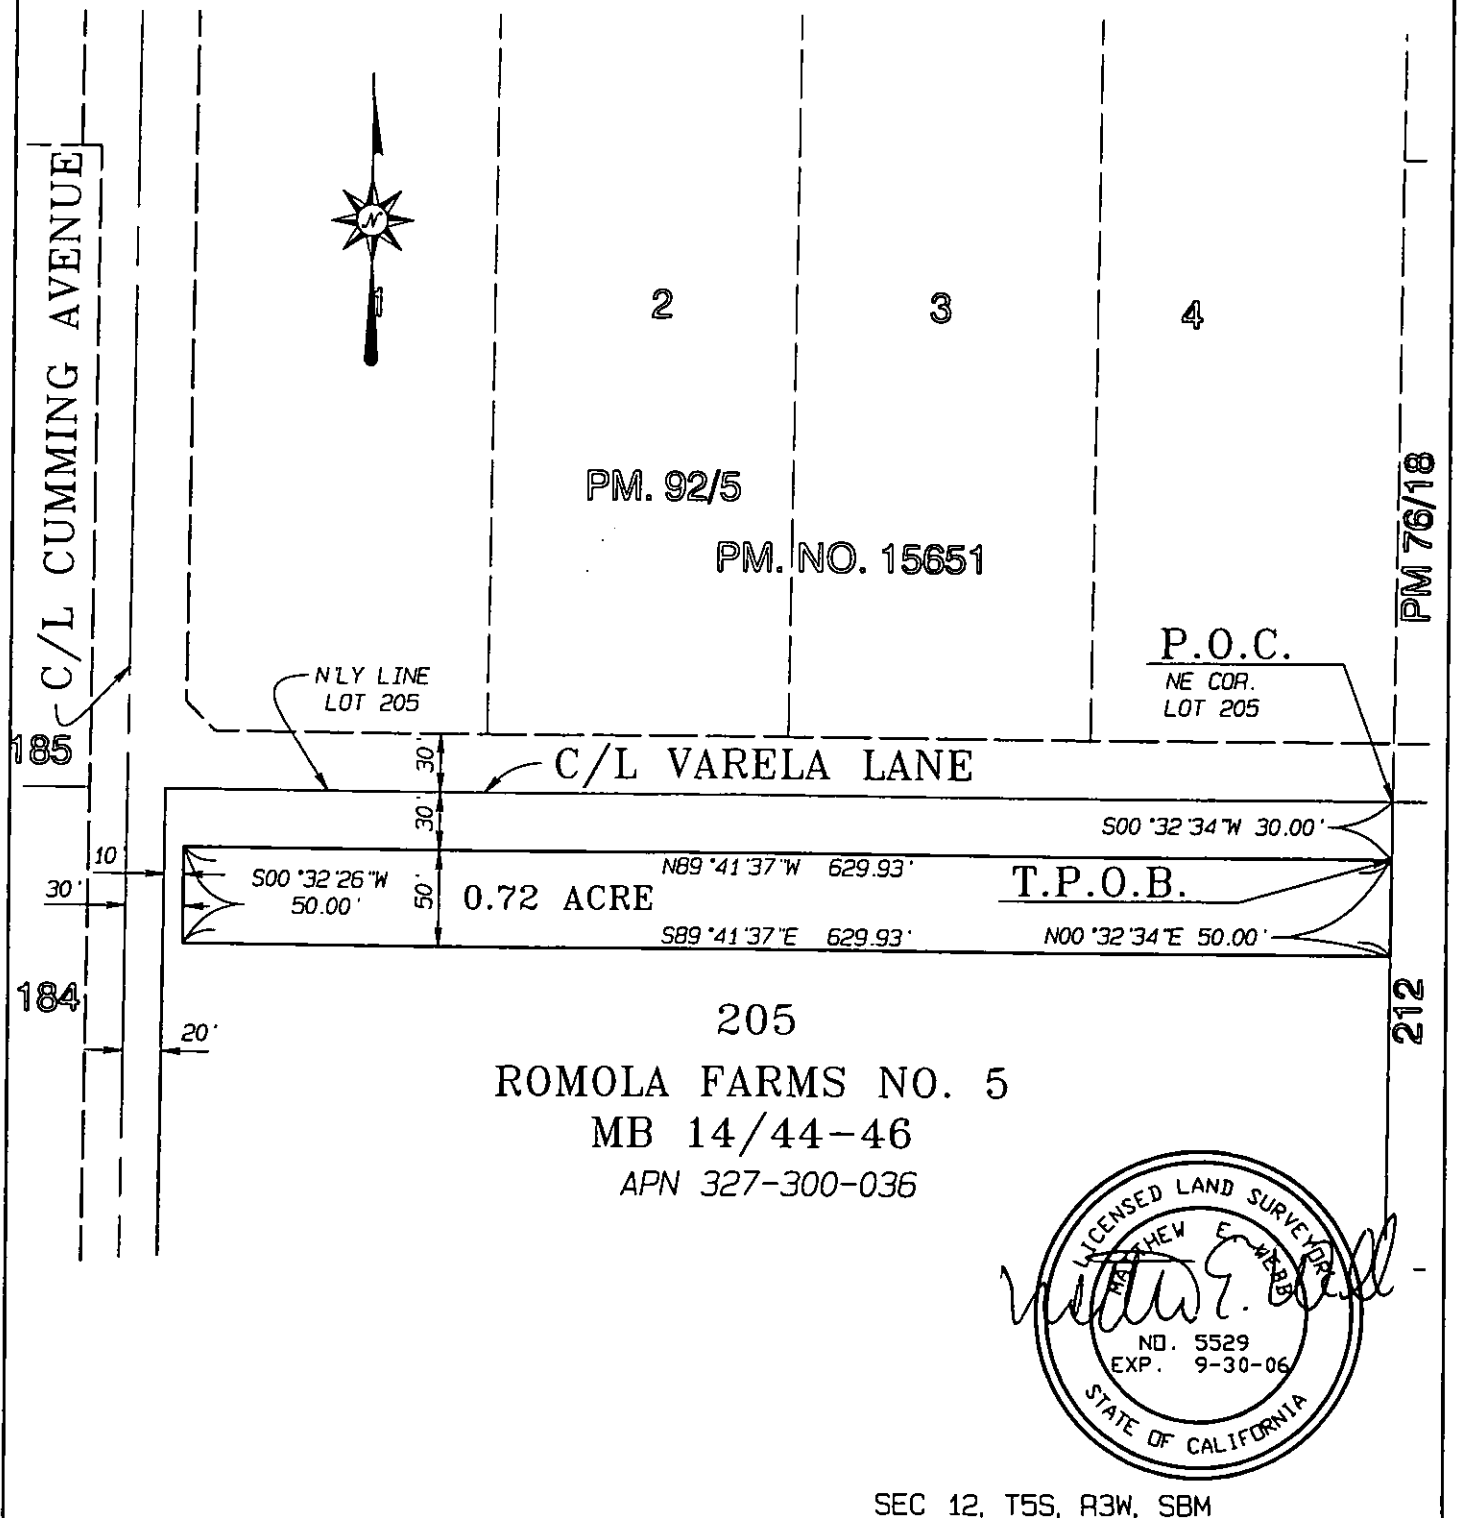 C/L CUMMING AVENUE
N
1
2
3
4
PM. 92/5
PM. NO. 15651
PM 76/18
P.O.C.
NE COR.
LOT 205
N'LY LINE
LOT 205
185
30'
C/L VARELA LANE
30'
S00°32'34"W 30.00'
10'
30'
S00°32'26"W
50.00'
50'
N89°41'37"W 629.93'
0.72 ACRE
T.P.O.B.
S89°41'37"E 629.93'
N00°32'34"E 50.00'
184
20'
212
205
ROMOLA FARMS NO. 5
MB 14/44-46
APN 327-300-036
LICENSED LAND SURVEYOR
MATTHEW E. WEBB
NO. 5529
EXP. 9-30-06
STATE OF CALIFORNIA
SEC 12, T5S, R3W, SBM